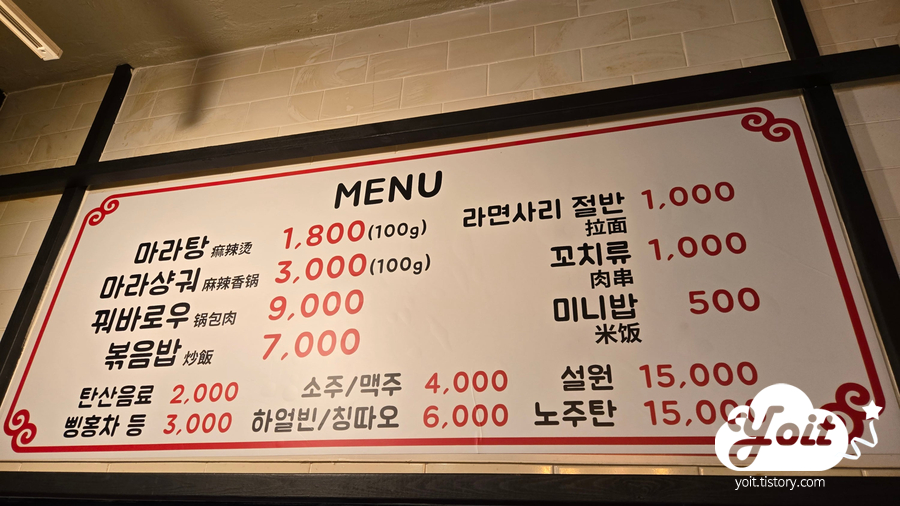 MENU
마라탕 麻辣烫 1,800(100g)
마라샹궈 麻辣香锅 3,000(100g)
꿔바로우 锅包肉 9,000
볶음밥 炒飯 7,000
라면사리 절반 1,000
拉面
꼬치류 1,000
肉串
미니밥 500
米饭
탄산음료 2,000 소주/맥주 4,000 설원 15,000
삥홍차 등 3,000 하얼빈/칭따오 6,000 노주탄 15,000
Yoit
yoit.tistory.com